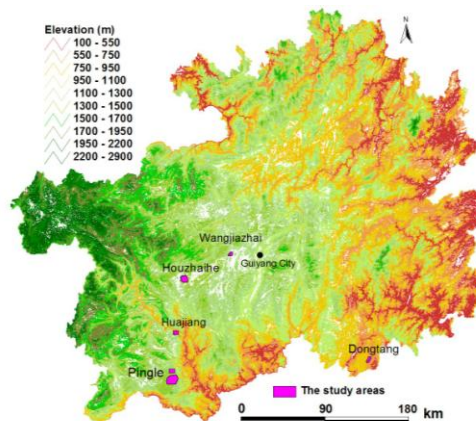 Elevation (m)
100 - 550
550 - 750
750 - 950
950 - 1100
1100 - 1300
1300 - 1500
1500 - 1700
1700 - 1950
1950 - 2200
2200 - 2900
N
Wangjiazhai
Guiyang City
Houzhaihe
Huajiang
Pingle
Dongtang
The study areas
0 90 180
km